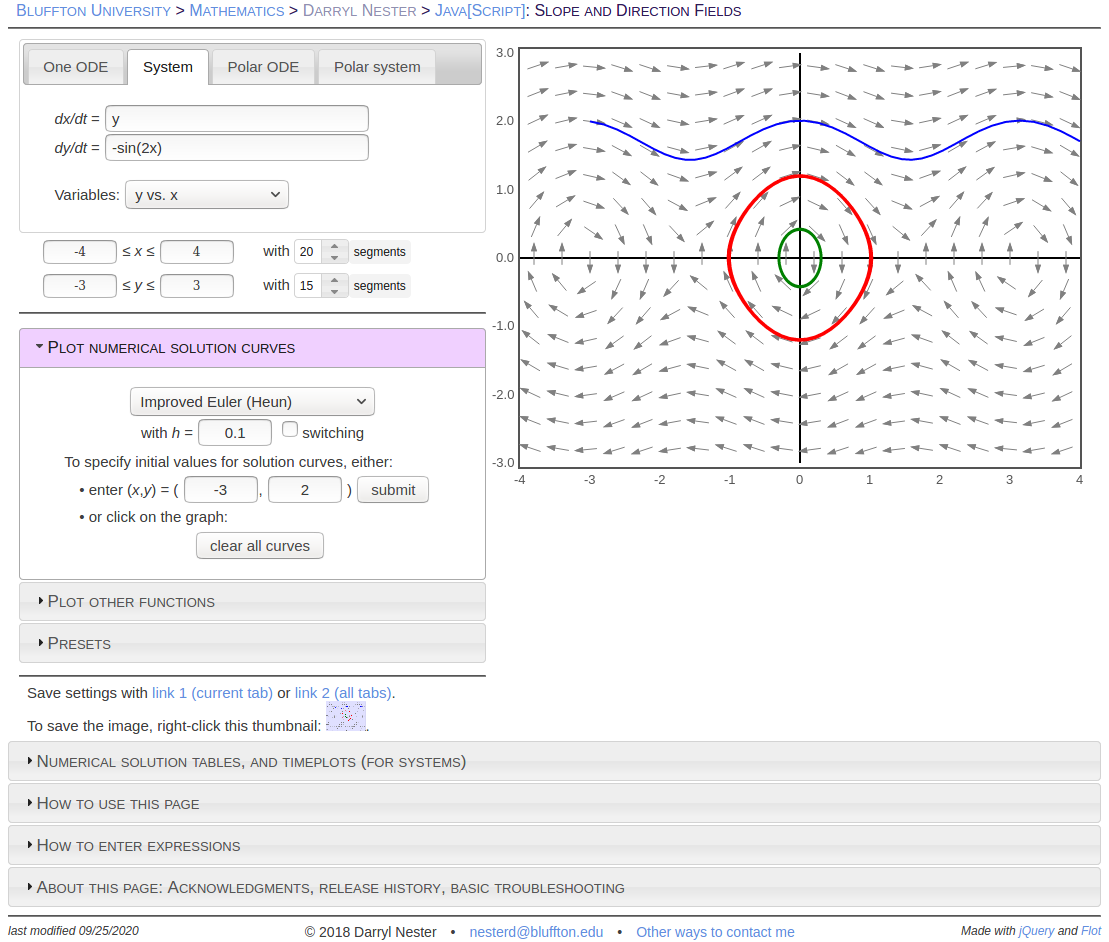 Bluffton University > Mathematics > Darryl Nester > Java[Script]: Slope and Direction Fields
One ODE System Polar ODE Polar system
dx/dt = y
dy/dt = -sin(2x)
Variables: y vs. x
-4 ≤ x ≤ 4 with 20 segments
-3 ≤ y ≤ 3 with 15 segments
Plot numerical solution curves
Improved Euler (Heun)
with h = 0.1 switching
To specify initial values for solution curves, either:
• enter (x,y) = ( -3 , 2 ) submit
• or click on the graph:
clear all curves
Plot other functions
Presets
Save settings with link 1 (current tab) or link 2 (all tabs).
To save the image, right-click this thumbnail: .
3.0
2.0
1.0
0.0
-1.0
-2.0
-3.0
-4 -3 -2 -1 0 1 2 3 4
Numerical solution tables, and timeplots (for systems)
How to use this page
How to enter expressions
About this page: Acknowledgments, release history, basic troubleshooting
last modified 09/25/2020 © 2018 Darryl Nester • nesterd@bluffton.edu • Other ways to contact me Made with jQuery and Flot